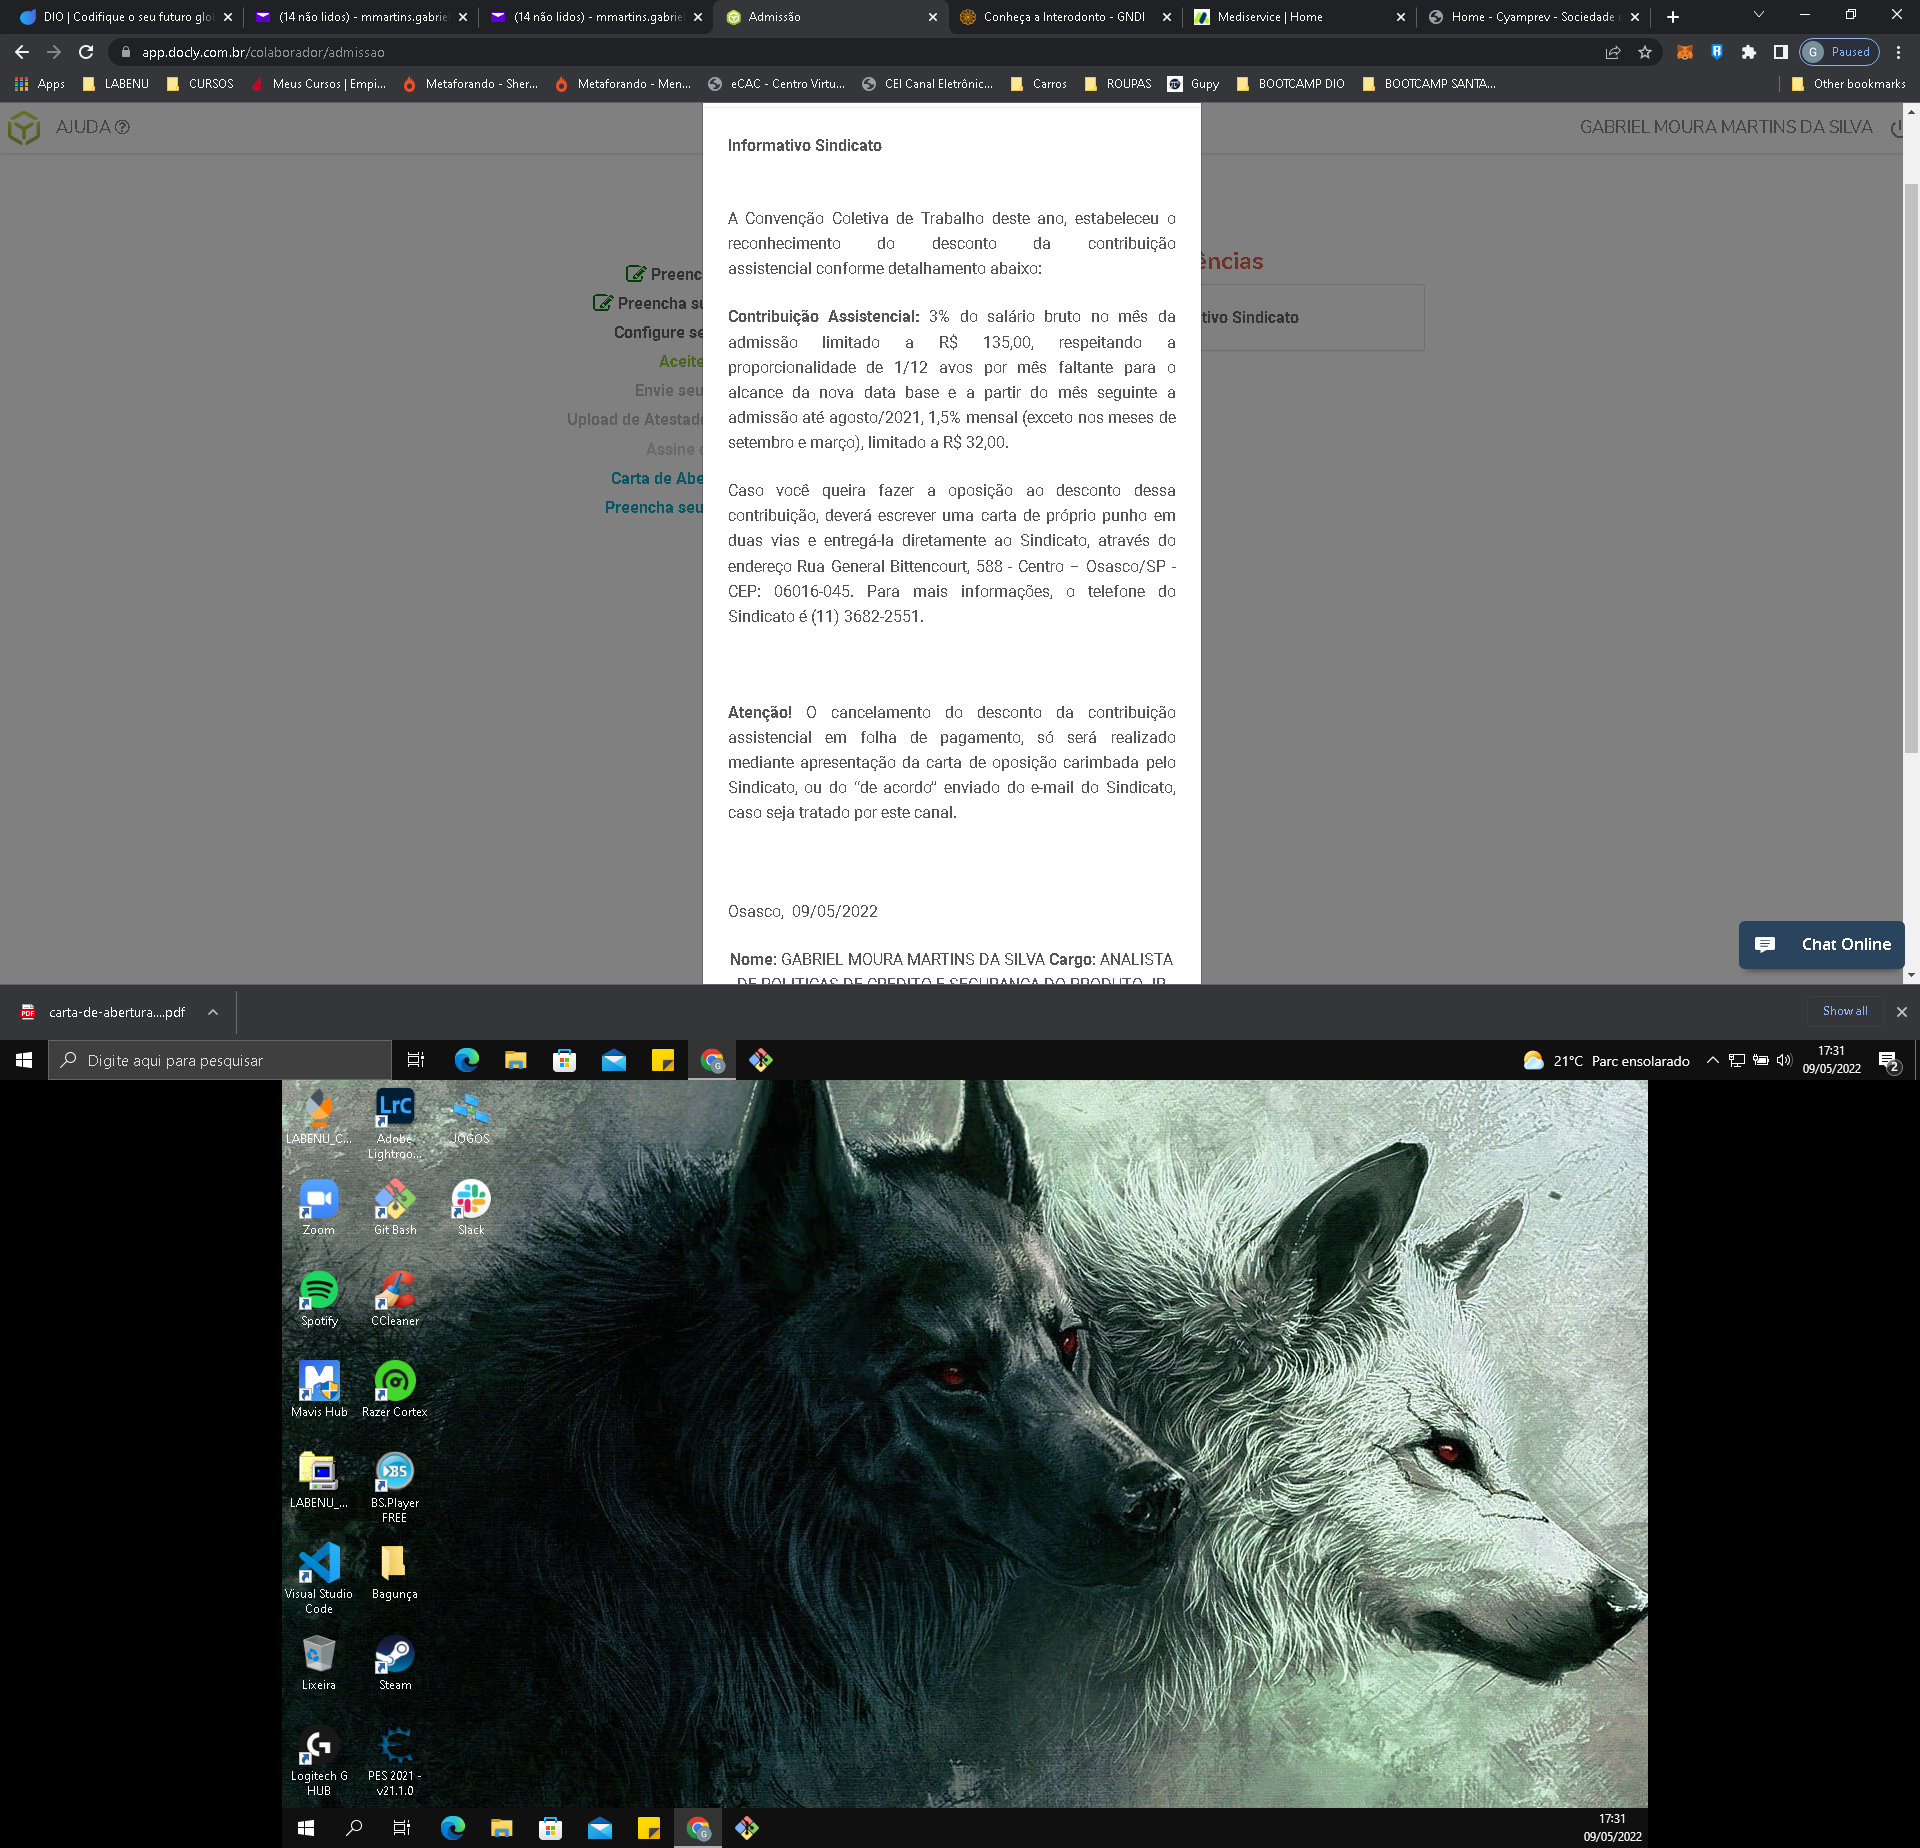 DIO | Codifique o seu futuro glo
(14 não lidos) - mmartins.gabrie
(14 não lidos) - mmartins.gabrie
Admissão
Conheça a Interodonto - GNDI
Mediservice | Home
Home - Cyamprev - Sociedade
app.docly.com.br/colaborador/admissao
G Paused
Apps
LABENU
CURSOS
Meus Cursos | Empi...
Metaforando - Sher...
Metaforando - Men...
eCAC - Centro Virtu...
CEI Canal Eletrônic...
Carros
ROUPAS
Gupy
BOOTCAMP DIO
BOOTCAMP SANTA...
Other bookmarks
AJUDA
GABRIEL MOURA MARTINS DA SILVA
Preenc
Preencha su
Configure se
Aceite
Envie seu
Upload de Atestado
Assine
Carta de Abe
Preencha seu
ências
tivo Sindicato
Informativo Sindicato
A Convenção Coletiva de Trabalho deste ano, estabeleceu o
reconhecimento do desconto da contribuição
assistencial conforme detalhamento abaixo:
Contribuição Assistencial: 3% do salário bruto no mês da
admissão limitado a R$ 135,00, respeitando a
proporcionalidade de 1/12 avos por mês faltante para o
alcance da nova data base e a partir do mês seguinte a
admissão até agosto/2021, 1,5% mensal (exceto nos meses de
setembro e março), limitado a R$ 32,00.
Caso você queira fazer a oposição ao desconto dessa
contribuição, deverá escrever uma carta de próprio punho em
duas vias e entregá-la diretamente ao Sindicato, através do
endereço Rua General Bittencourt, 588 - Centro – Osasco/SP -
CEP: 06016-045. Para mais informações, o telefone do
Sindicato é (11) 3682-2551.
Atenção! O cancelamento do desconto da contribuição
assistencial em folha de pagamento, só será realizado
mediante apresentação da carta de oposição carimbada pelo
Sindicato, ou do “de acordo” enviado do e-mail do Sindicato,
caso seja tratado por este canal.
Osasco, 09/05/2022
Nome: GABRIEL MOURA MARTINS DA SILVA Cargo: ANALISTA
DE POLITICAS DE CREDITO E SEGURANCA DO PRODUTO JR
Chat Online
carta-de-abertura....pdf
Show all
Digite aqui para pesquisar
21°C Parc ensolarado
17:31
09/05/2022
2
LABENU_C...
Adobe
Lightroo...
JOGOS
Zoom
Git Bash
Slack
Spotify
CCleaner
Mavis Hub
Razer Cortex
LABENU_...
BS.Player
FREE
Visual Studio
Code
Bagunça
Lixeira
Steam
Logitech G
HUB
PES 2021 -
v21.1.0
17:31
09/05/2022